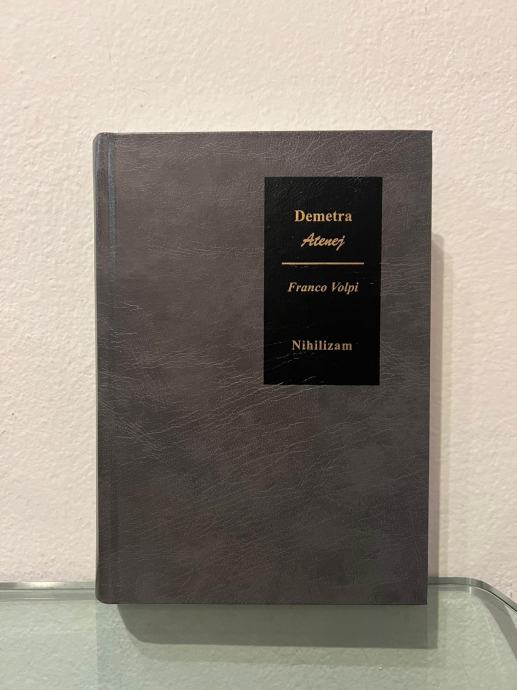 Demetra
Atenej
Franco Volpi
Nihilizam